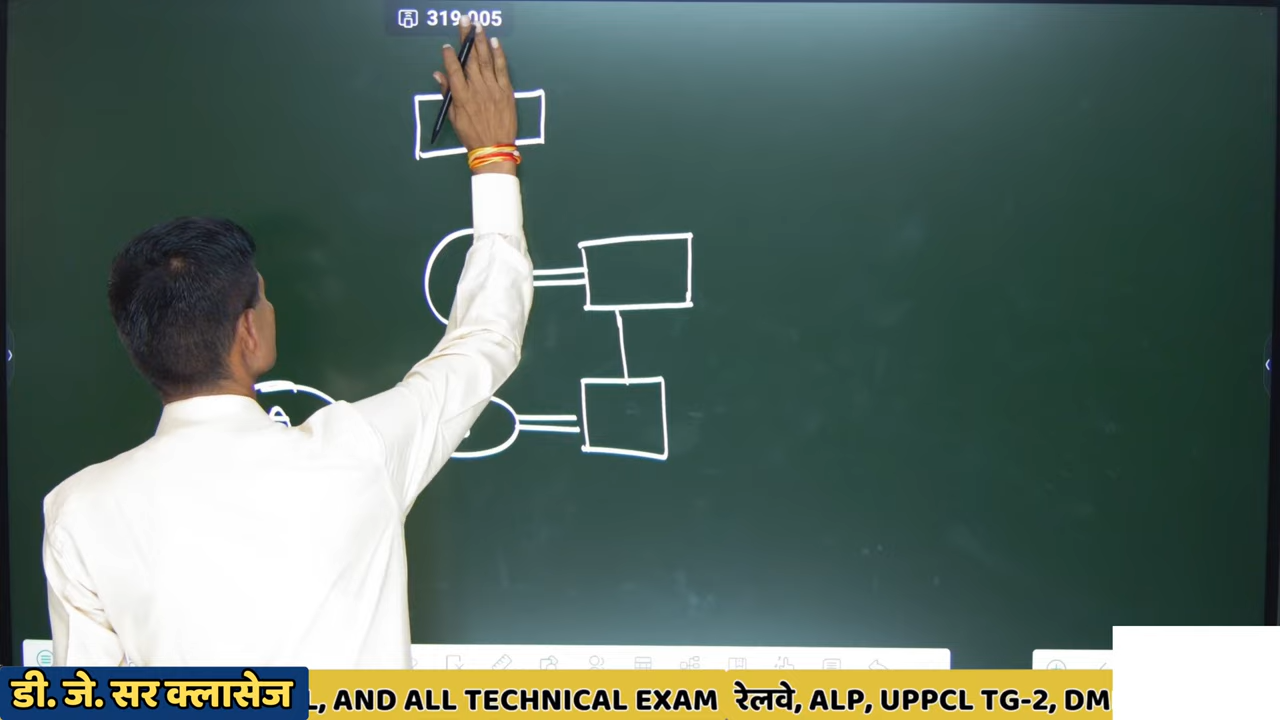 319.005
डी. जे. सर क्लासेज
L, AND ALL TECHNICAL EXAM रेलवे, ALP, UPPCL TG-2, DM